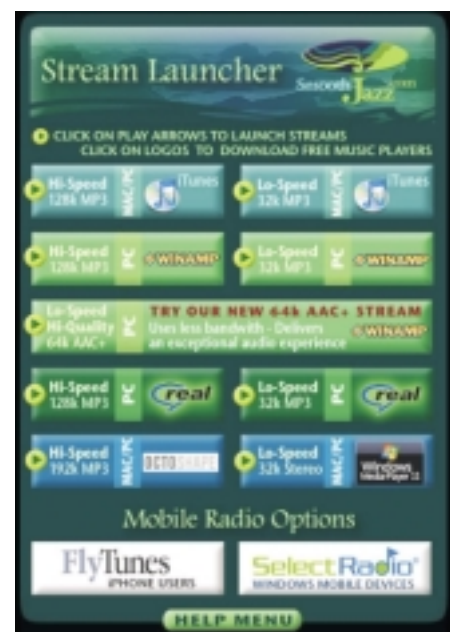 Stream Launcher
SmoothJazz.com
CLICK ON PLAY ARROWS TO LAUNCH STREAMS
CLICK ON LOGOS TO DOWNLOAD FREE MUSIC PLAYERS
Hi-Speed
128k MP3
MAC/PC
iTunes
Lo-Speed
32k MP3
MAC/PC
iTunes
Hi-Speed
128k MP3
PC
WINAMP
Lo-Speed
32k MP3
PC
WINAMP
Lo-Speed
Hi-Quality
64k AAC+
PC
TRY OUR NEW 64k AAC+ STREAM
Uses less bandwith - Delivers
an exceptional audio experience
WINAMP
Hi-Speed
128k MP3
PC
real
Lo-Speed
32k MP3
PC
real
Hi-Speed
192k MP3
MAC/PC
OCTOSHAPE
Lo-Speed
32k Stereo
MAC/PC
Windows
Media Player 11
Mobile Radio Options
FlyTunes
iPHONE USERS
SelectRadio
WINDOWS MOBILE DEVICES
HELP MENU